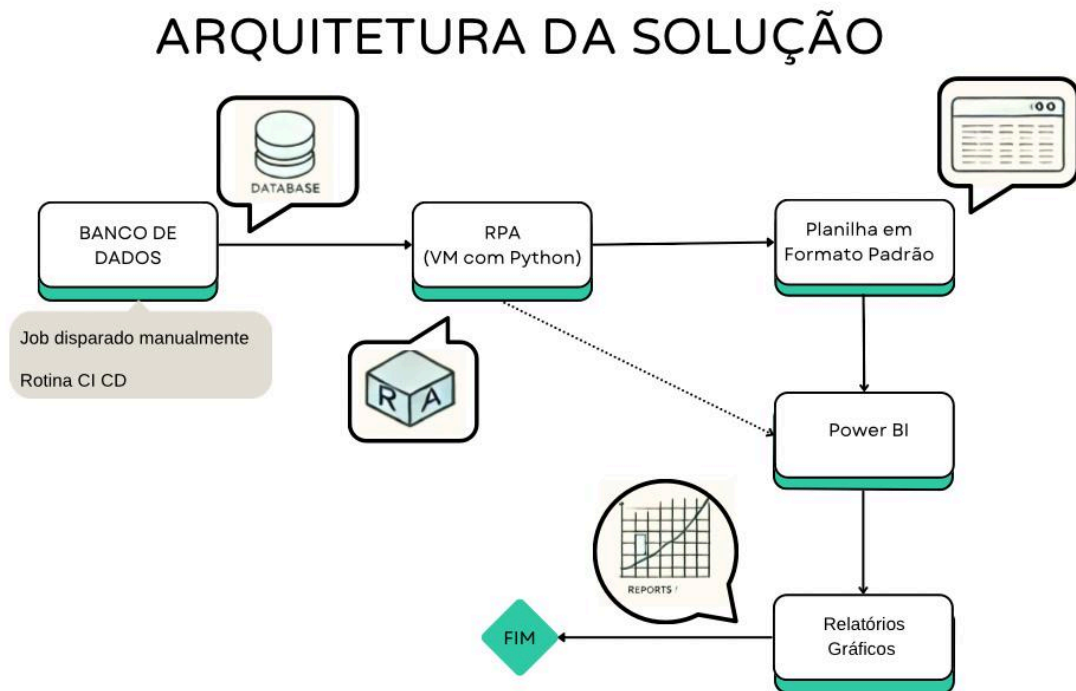 ARQUITETURA DA SOLUÇÃO
DATABASE
BANCO DE
DADOS
RPA
(VM com Python)
Planilha em
Formato Padrão
Job disparado manualmente
Rotina CI CD
R A
Power BI
REPORTS
Relatórios
Gráficos
FIM